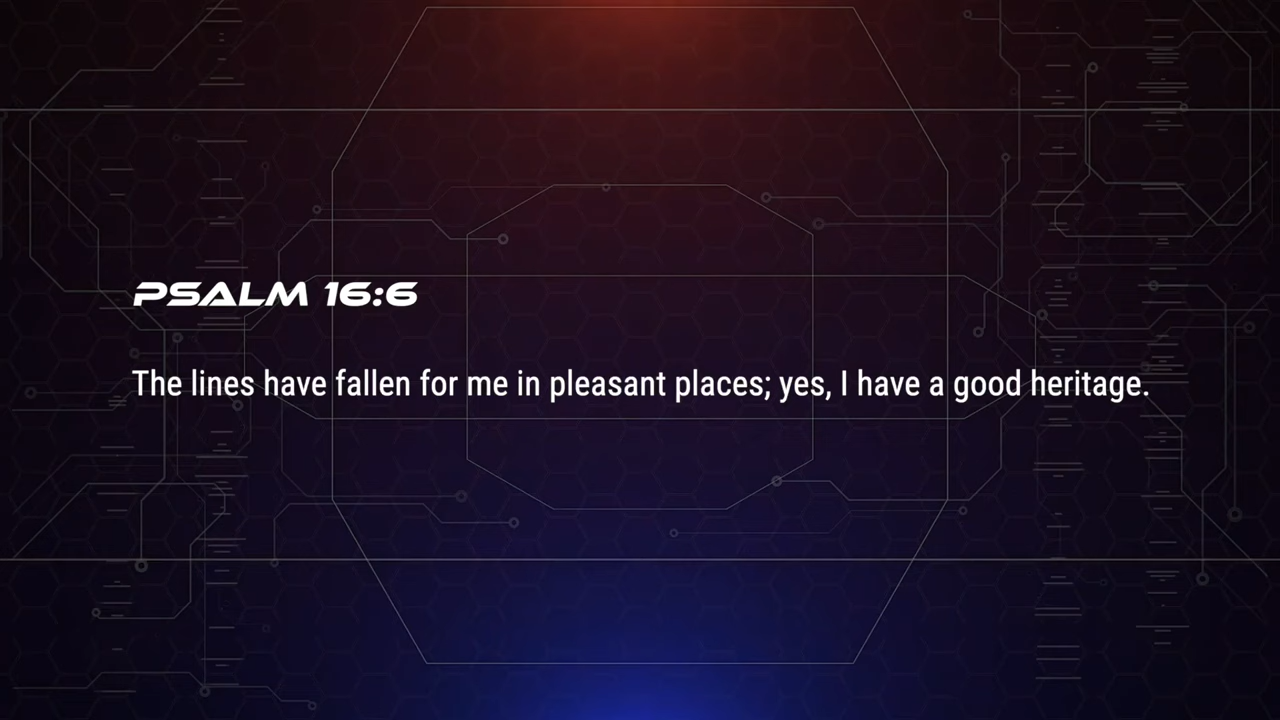 PSALM 16:6
The lines have fallen for me in pleasant places; yes, I have a good heritage.